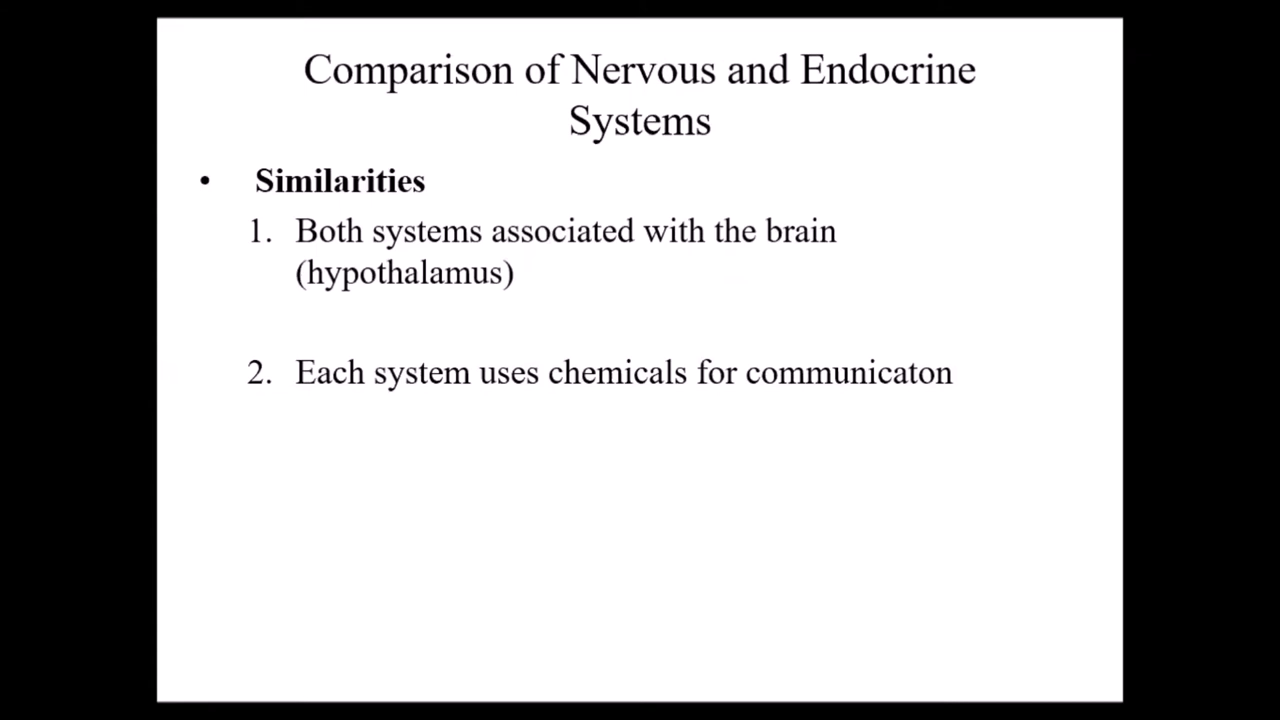 Comparison of Nervous and Endocrine
Systems
• Similarities
1. Both systems associated with the brain
(hypothalamus)
2. Each system uses chemicals for communicaton